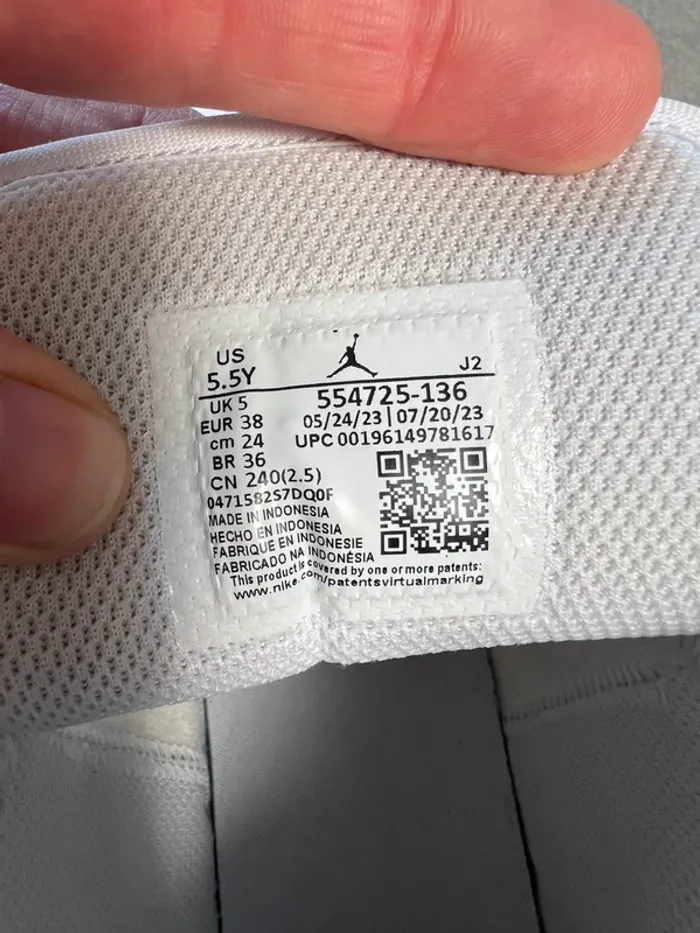 US
5.5Y
J2
UK 5
EUR 38
cm 24
BR 36
CN 240(2.5)
554725-136
05/24/23 | 07/20/23
UPC 00196149781617
0471582S7DQ0F
MADE IN INDONESIA
HECHO EN INDONESIA
FABRIQUE EN INDONESIE
FABRICADO NA INDONÉSIA
This product is covered by one or more patents:
www.nike.com/patentsvirtualmarking